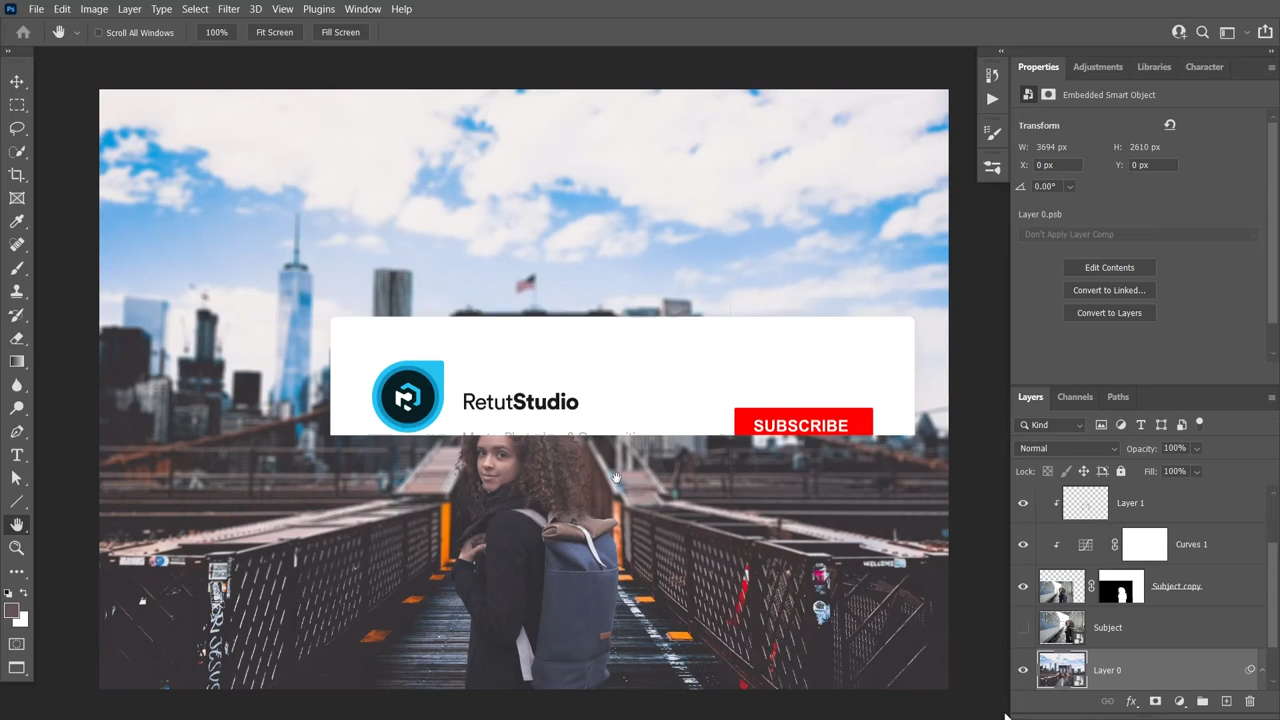 File Edit Image Layer Type Select Filter 3D View Plugins Window Help
Scroll All Windows 100% Fit Screen Fill Screen
Properties Adjustments Libraries Character
Embedded Smart Object
Transform
W: 3694 px H: 2610 px
X: 0 px Y: 0 px
0.00°
Layer 0.psb
Don't Apply Layer Comp
Edit Contents
Convert to Linked...
Convert to Layers
RetutStudio
SUBSCRIBE
Layers Channels Paths
Kind
Normal Opacity: 100%
Lock: Fill: 100%
Layer 1
Curves 1
Subject copy
Subject
Layer 0
WELCOME